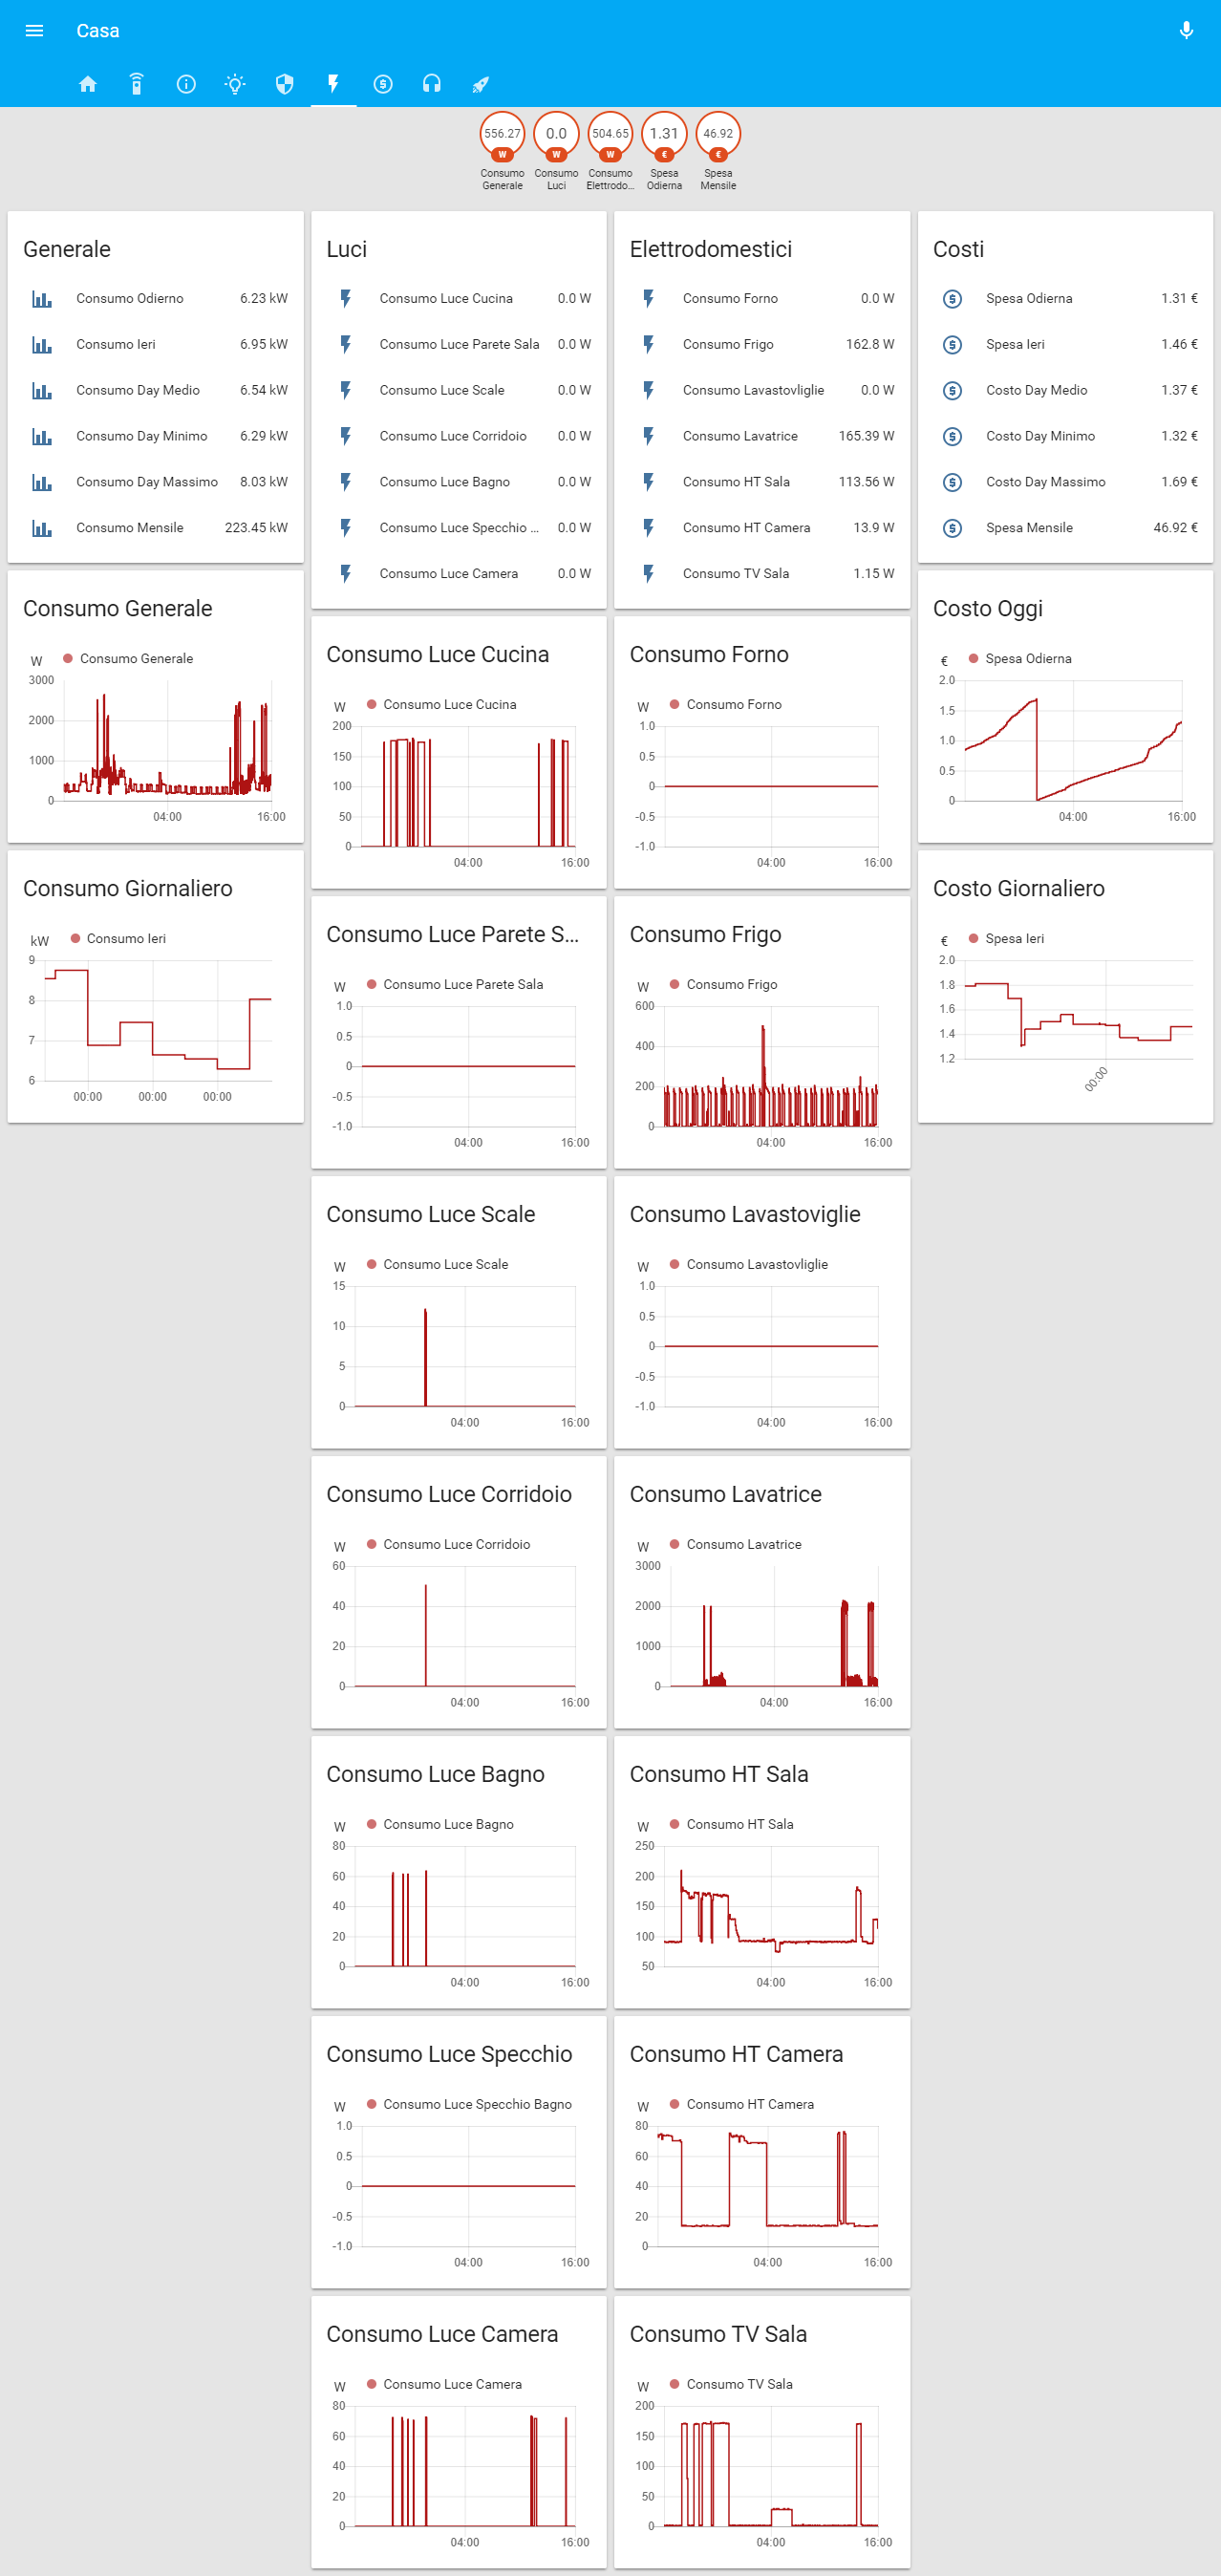 Casa
556.27
W
Consumo
Generale
0.0
W
Consumo
Luci
504.65
W
Consumo
Elettrodo...
1.31
€
Spesa
Odierna
46.92
€
Spesa
Mensile
Generale
Consumo Odierno 6.23 kW
Consumo Ieri 6.95 kW
Consumo Day Medio 6.54 kW
Consumo Day Minimo 6.29 kW
Consumo Day Massimo 8.03 kW
Consumo Mensile 223.45 kW
Consumo Generale
W Consumo Generale
3000
2000
1000
0
04:00 16:00
Consumo Giornaliero
kW Consumo Ieri
9
8
7
6
00:00 00:00 00:00
Luci
Consumo Luce Cucina 0.0 W
Consumo Luce Parete Sala 0.0 W
Consumo Luce Scale 0.0 W
Consumo Luce Corridoio 0.0 W
Consumo Luce Bagno 0.0 W
Consumo Luce Specchio ... 0.0 W
Consumo Luce Camera 0.0 W
Consumo Luce Cucina
W Consumo Luce Cucina
200
150
100
50
0
04:00 16:00
Consumo Luce Parete S...
W Consumo Luce Parete Sala
1.0
0.5
0
-0.5
-1.0
04:00 16:00
Consumo Luce Scale
W Consumo Luce Scale
15
10
5
0
04:00 16:00
Consumo Luce Corridoio
W Consumo Luce Corridoio
60
40
20
0
04:00 16:00
Consumo Luce Bagno
W Consumo Luce Bagno
80
60
40
20
0
04:00 16:00
Consumo Luce Specchio
W Consumo Luce Specchio Bagno
1.0
0.5
0
-0.5
-1.0
04:00 16:00
Consumo Luce Camera
W Consumo Luce Camera
80
60
40
20
0
04:00 16:00
Elettrodomestici
Consumo Forno 0.0 W
Consumo Frigo 162.8 W
Consumo Lavastovliglie 0.0 W
Consumo Lavatrice 165.39 W
Consumo HT Sala 113.56 W
Consumo HT Camera 13.9 W
Consumo TV Sala 1.15 W
Consumo Forno
W Consumo Forno
1.0
0.5
0
-0.5
-1.0
04:00 16:00
Consumo Frigo
W Consumo Frigo
600
400
200
0
04:00 16:00
Consumo Lavastoviglie
W Consumo Lavastovliglie
1.0
0.5
0
-0.5
-1.0
04:00 16:00
Consumo Lavatrice
W Consumo Lavatrice
3000
2000
1000
0
04:00 16:00
Consumo HT Sala
W Consumo HT Sala
250
200
150
100
50
04:00 16:00
Consumo HT Camera
W Consumo HT Camera
80
60
40
20
0
04:00 16:00
Consumo TV Sala
W Consumo TV Sala
200
150
100
50
0
04:00 16:00
Costi
Spesa Odierna 1.31 €
Spesa Ieri 1.46 €
Costo Day Medio 1.37 €
Costo Day Minimo 1.32 €
Costo Day Massimo 1.69 €
Spesa Mensile 46.92 €
Costo Oggi
€ Spesa Odierna
2.0
1.5
1.0
0.5
0
04:00 16:00
Costo Giornaliero
€ Spesa Ieri
2.0
1.8
1.6
1.4
1.2
00:00